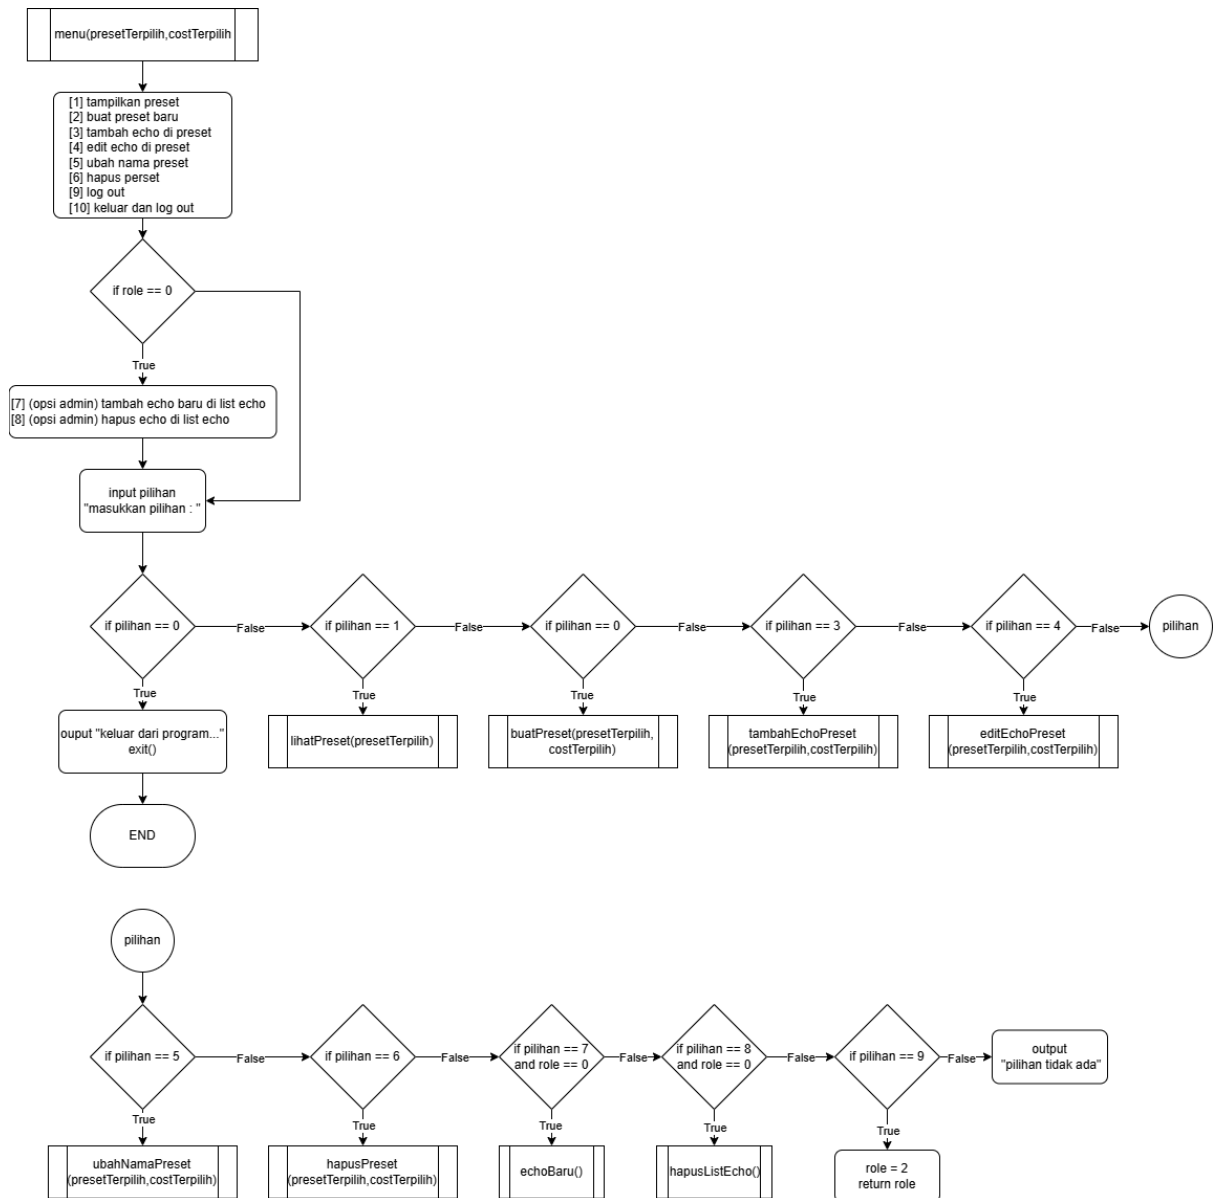 menu(presetTerpilih,costTerpilih
[1] tampilkan preset
[2] buat preset baru
[3] tambah echo di preset
[4] edit echo di preset
[5] ubah nama preset
[6] hapus perset
[9] log out
[10] keluar dan log out
if role == 0
True
[7] (opsi admin) tambah echo baru di list echo
[8] (opsi admin) hapus echo di list echo
input pilihan
"masukkan pilihan : "
if pilihan == 0
False
if pilihan == 1
False
if pilihan == 0
False
if pilihan == 3
False
if pilihan == 4
False
pilihan
True
True
True
True
True
ouput "keluar dari program..."
exit()
lihatPreset(presetTerpilih)
buatPreset(presetTerpilih,
costTerpilih)
tambahEchoPreset
(presetTerpilih,costTerpilih)
editEchoPreset
(presetTerpilih,costTerpilih)
END
pilihan
if pilihan == 5
False
if pilihan == 6
False
if pilihan == 7
and role == 0
False
if pilihan == 8
and role == 0
False
if pilihan == 9
False
output
"pilihan tidak ada"
True
True
True
True
True
ubahNamaPreset
(presetTerpilih,costTerpilih)
hapusPreset
(presetTerpilih,costTerpilih)
echoBaru()
hapusListEcho()
role = 2
return role